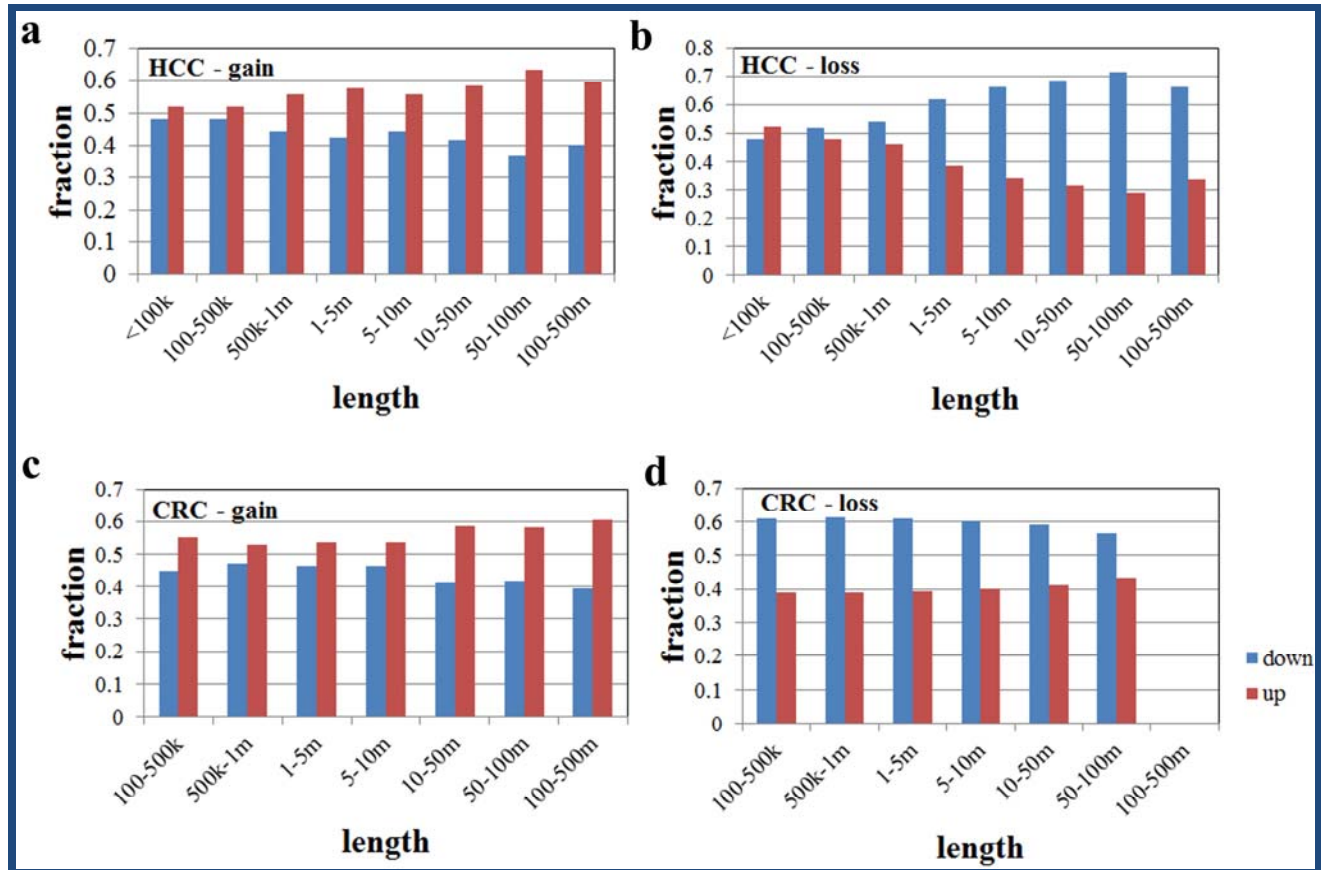 a
HCC - gain
fraction
0.7
0.6
0.5
0.4
0.3
0.2
0.1
0
<100k
100-500k
500k-1m
1-5m
5-10m
10-50m
50-100m
100-500m
length
b
HCC - loss
fraction
0.8
0.7
0.6
0.5
0.4
0.3
0.2
0.1
0
<100k
100-500k
500k-1m
1-5m
5-10m
10-50m
50-100m
100-500m
length
c
CRC - gain
fraction
0.7
0.6
0.5
0.4
0.3
0.2
0.1
0
100-500k
500k-1m
1-5m
5-10m
10-50m
50-100m
100-500m
length
d
CRC - loss
fraction
0.7
0.6
0.5
0.4
0.3
0.2
0.1
0
100-500k
500k-1m
1-5m
5-10m
10-50m
50-100m
100-500m
length
down
up